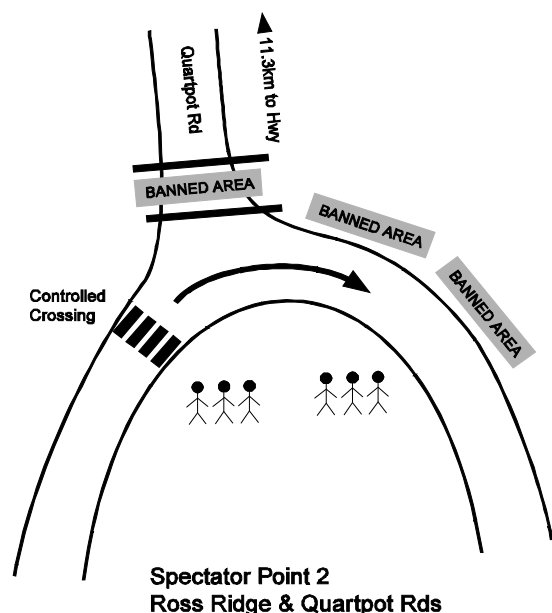 Quartpot Rd
11.3km to Hwy
BANNED AREA
BANNED AREA
BANNED AREA
Controlled
Crossing
Spectator Point 2
Ross Ridge & Quartpot Rds